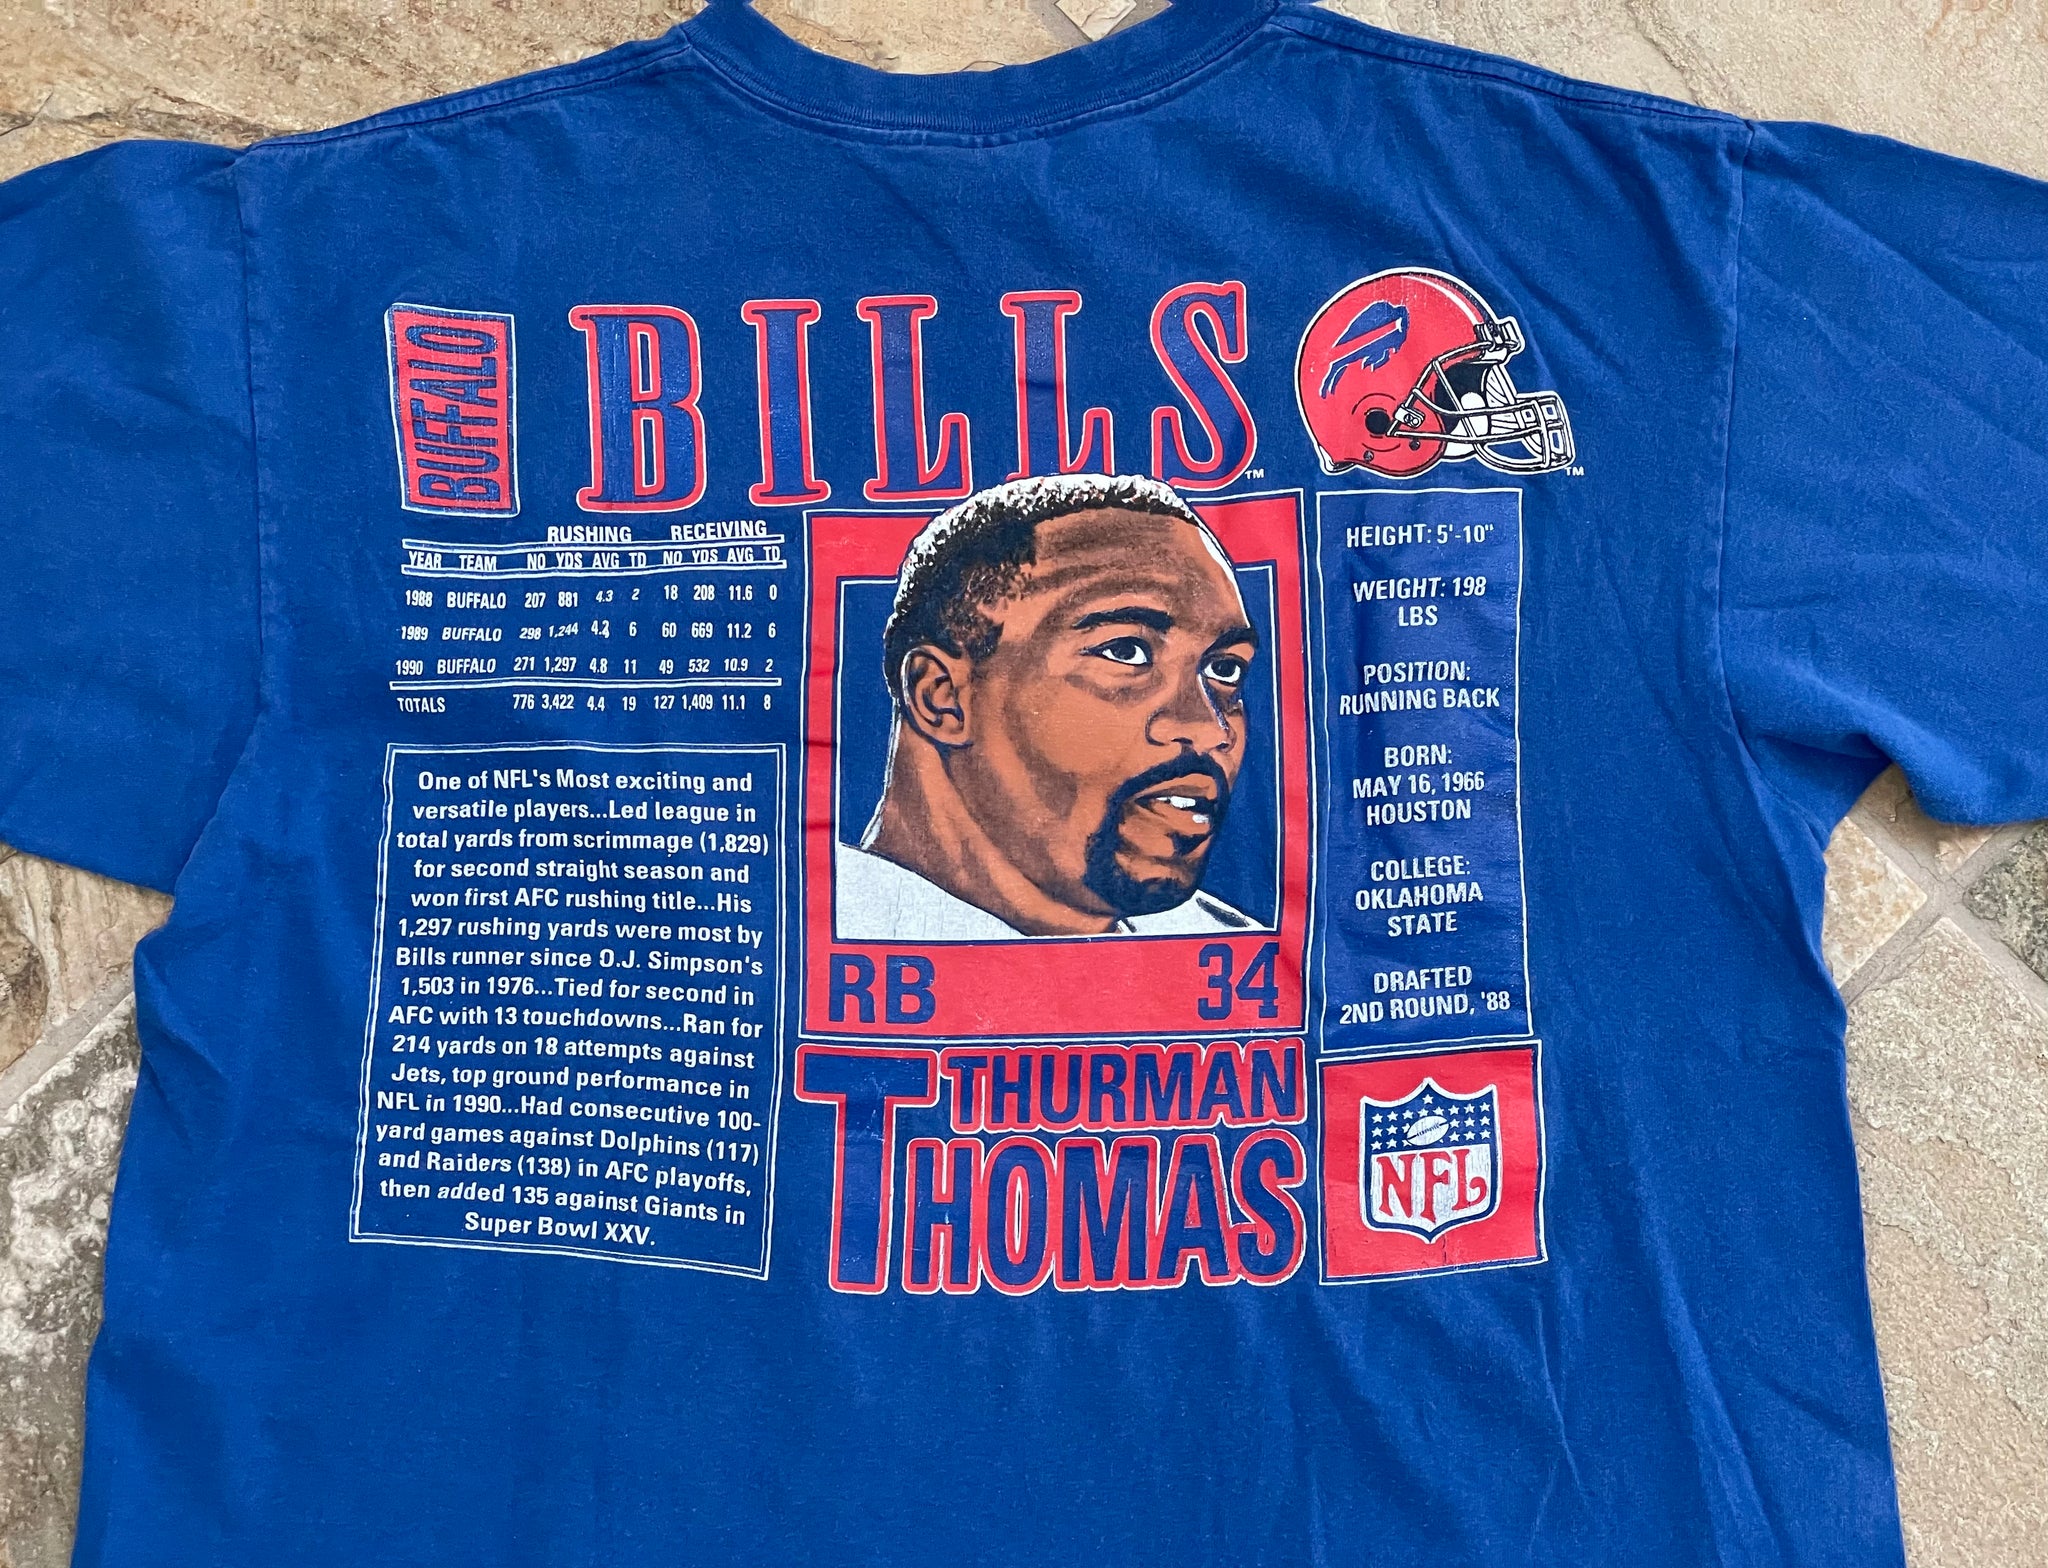 BUFFALO
BILLS™
™
RUSHING RECEIVING
YEAR TEAM NO YDS AVG TD NO YDS AVG TD
1988 BUFFALO 207 881 4.3 2 18 208 11.6 0
1989 BUFFALO 298 1,244 4.2 6 60 669 11.2 6
1990 BUFFALO 271 1,297 4.8 11 49 532 10.9 2
TOTALS 776 3,422 4.4 19 127 1,409 11.1 8
One of NFL's Most exciting and
versatile players...Led league in
total yards from scrimmage (1,829)
for second straight season and
won first AFC rushing title...His
1,297 rushing yards were most by
Bills runner since O.J. Simpson's
1,503 in 1976...Tied for second in
AFC with 13 touchdowns...Ran for
214 yards on 18 attempts against
Jets, top ground performance in
NFL in 1990...Had consecutive 100-
yard games against Dolphins (117)
and Raiders (138) in AFC playoffs,
then added 135 against Giants in
Super Bowl XXV.
RB 34
THURMAN
THOMAS
HEIGHT: 5'-10"
WEIGHT: 198
LBS
POSITION:
RUNNING BACK
BORN:
MAY 16, 1966
HOUSTON
COLLEGE:
OKLAHOMA
STATE
DRAFTED
2ND ROUND, '88
NFL